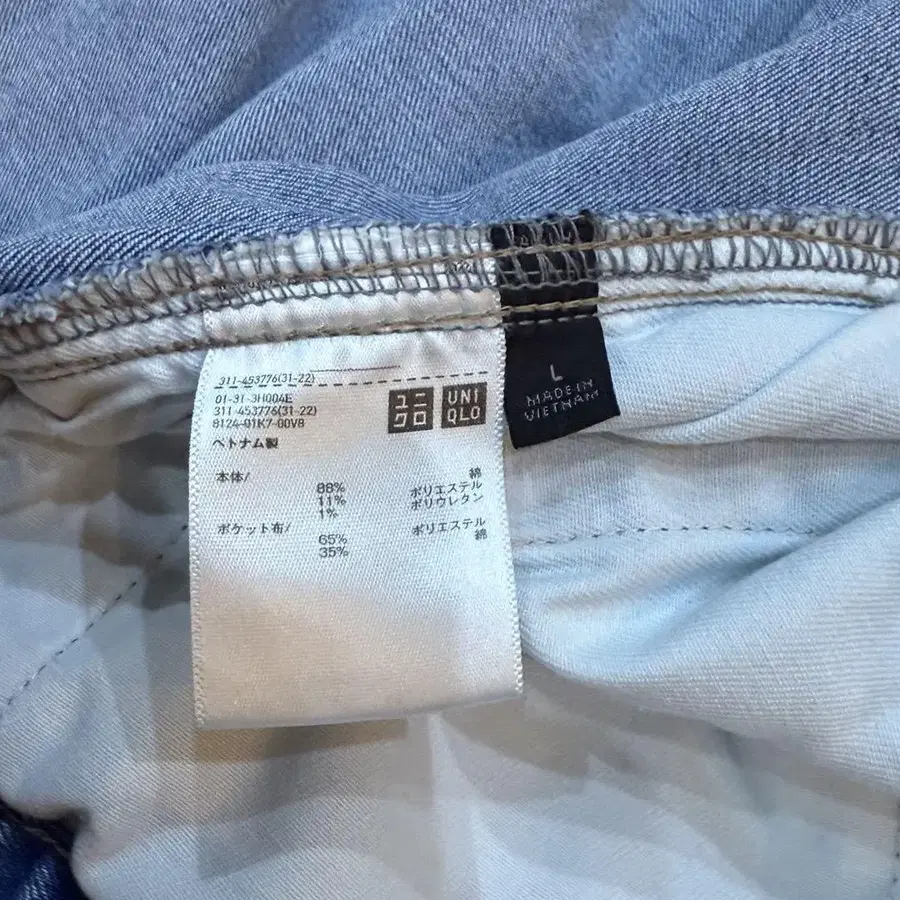 311-453776(31-22)
01-31-3H004E
311-453776(31-22)
8124-01K7-00V8
ベトナム製
ユニ
クロ
UNI
QLO
本体/ 綿
88% ポリエステル
11% ポリウレタン
1%
ポケット布/ ポリエステル
65% 綿
35%
L
MADE IN
VIETNAM